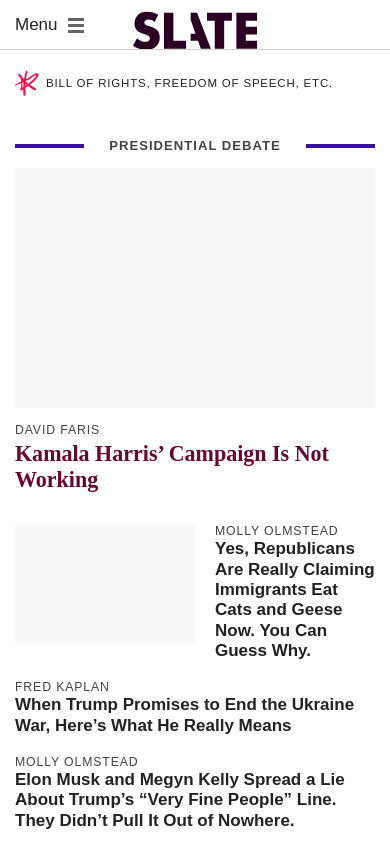 Menu
SLATE
BILL OF RIGHTS, FREEDOM OF SPEECH, ETC.
PRESIDENTIAL DEBATE
DAVID FARIS
Kamala Harris’ Campaign Is Not
Working
MOLLY OLMSTEAD
Yes, Republicans
Are Really Claiming
Immigrants Eat
Cats and Geese
Now. You Can
Guess Why.
FRED KAPLAN
When Trump Promises to End the Ukraine
War, Here’s What He Really Means
MOLLY OLMSTEAD
Elon Musk and Megyn Kelly Spread a Lie
About Trump’s “Very Fine People” Line.
They Didn’t Pull It Out of Nowhere.